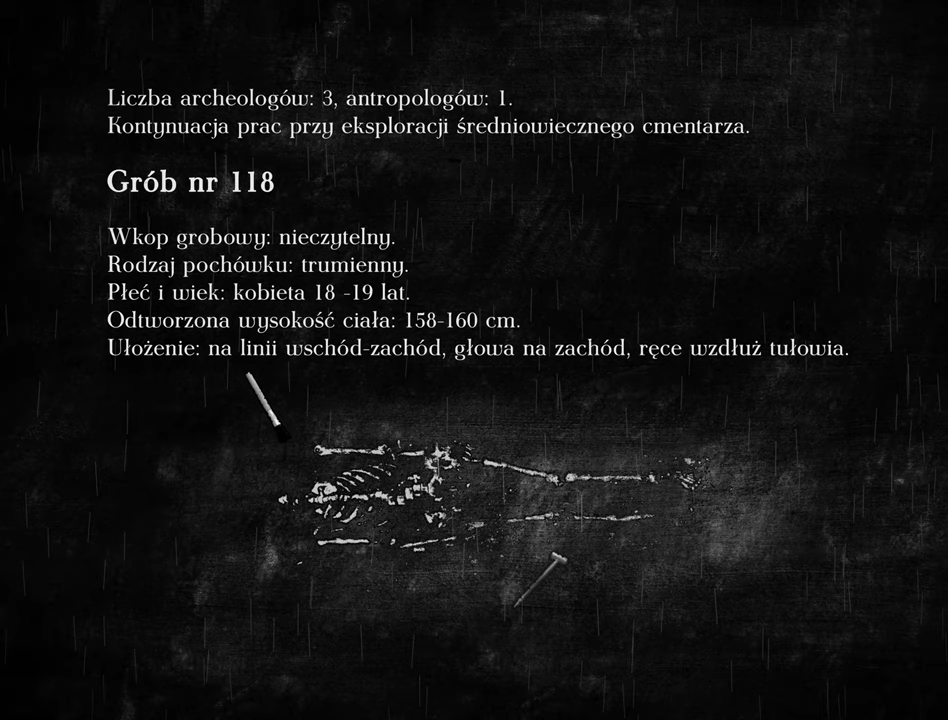 Liczba archeologów: 3, antropologów: 1.
Kontynuacja prac przy eksploracji średniowiecznego cmentarza.
Grób nr 118
Wkop grobowy: nieczytelny.
Rodzaj pochówku: trumienny.
Płeć i wiek: kobieta 18 -19 lat.
Odtworzona wysokość ciała: 158-160 cm.
Ułożenie: na linii wschód-zachód, głowa na zachód, ręce wzdłuż tułowia.